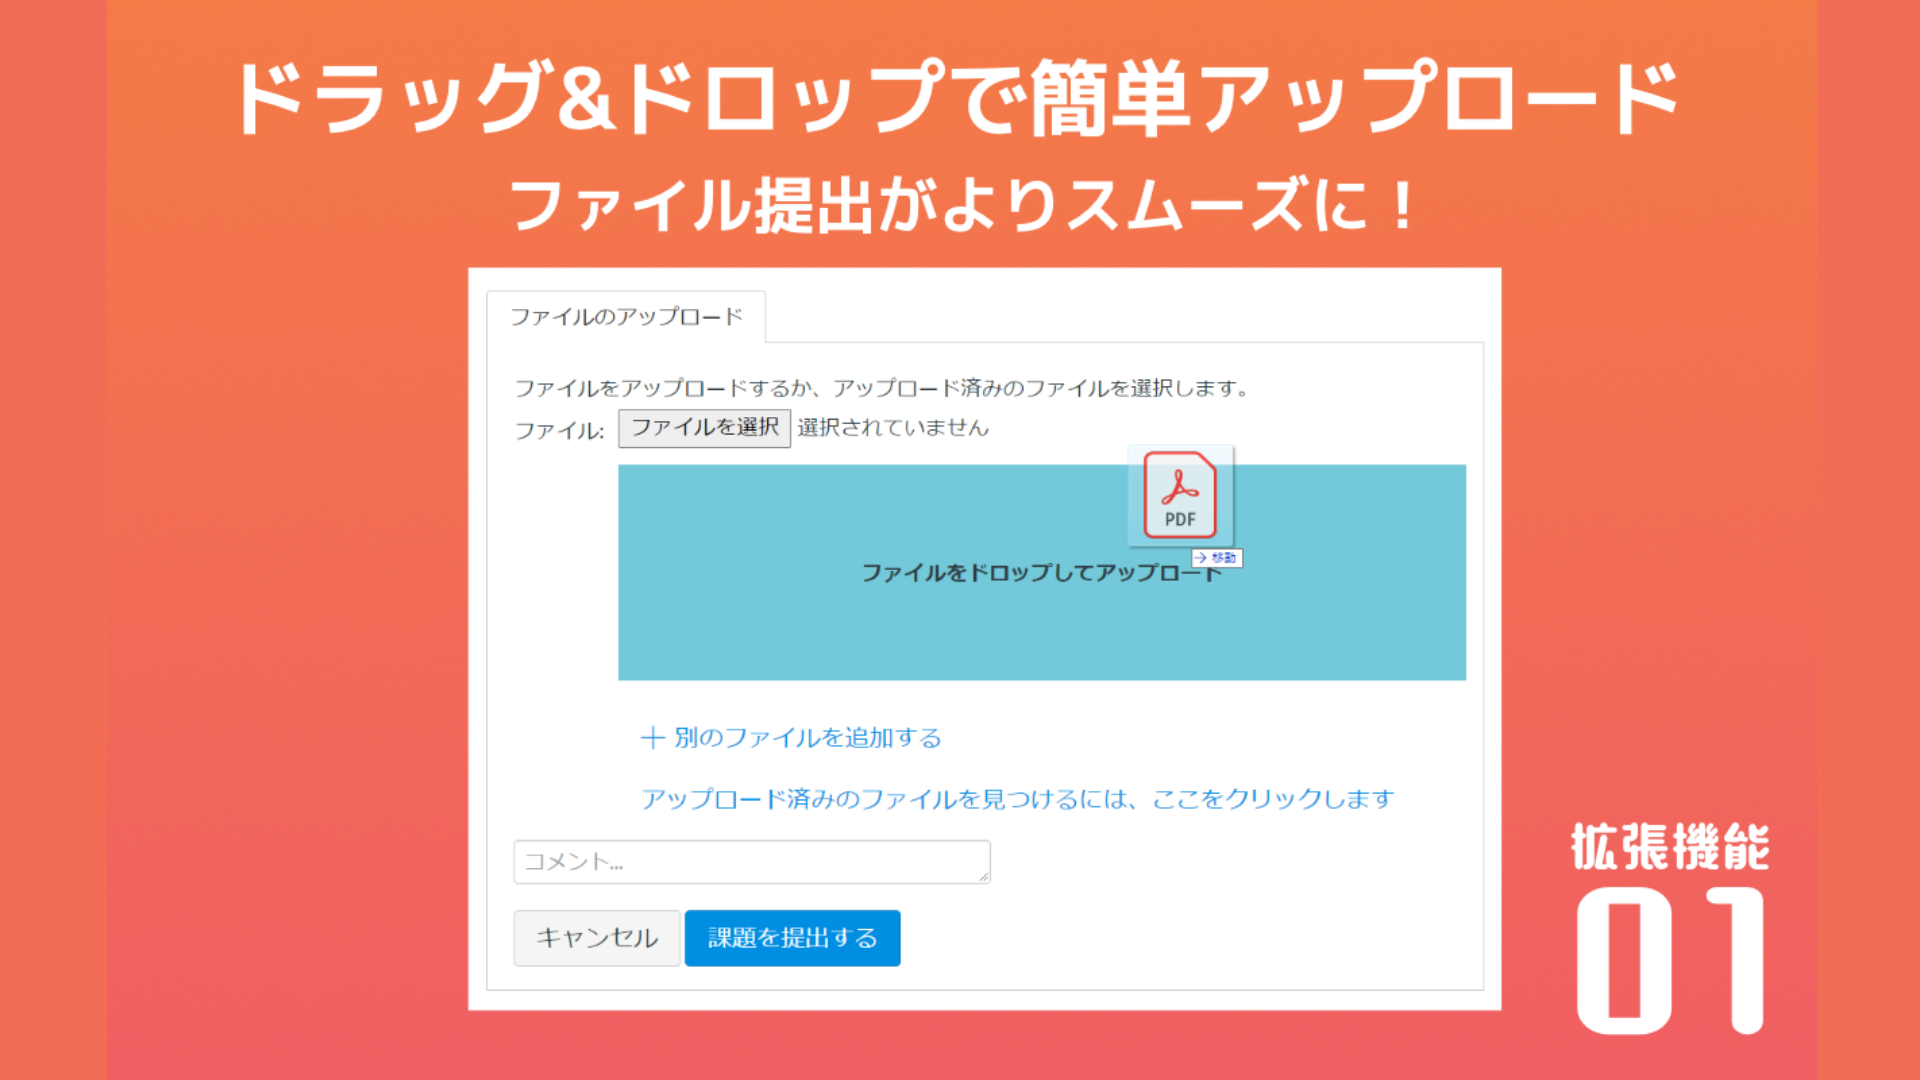 ドラッグ&ドロップで簡単アップロード
ファイル提出がよりスムーズに！
ファイルのアップロード
ファイルをアップロードするか、アップロード済みのファイルを選択します。
ファイル: ファイルを選択 選択されていません
PDF
→ 移動
ファイルをドロップしてアップロード
＋ 別のファイルを追加する
アップロード済みのファイルを見つけるには、ここをクリックします
コメント...
キャンセル 課題を提出する
拡張機能
01